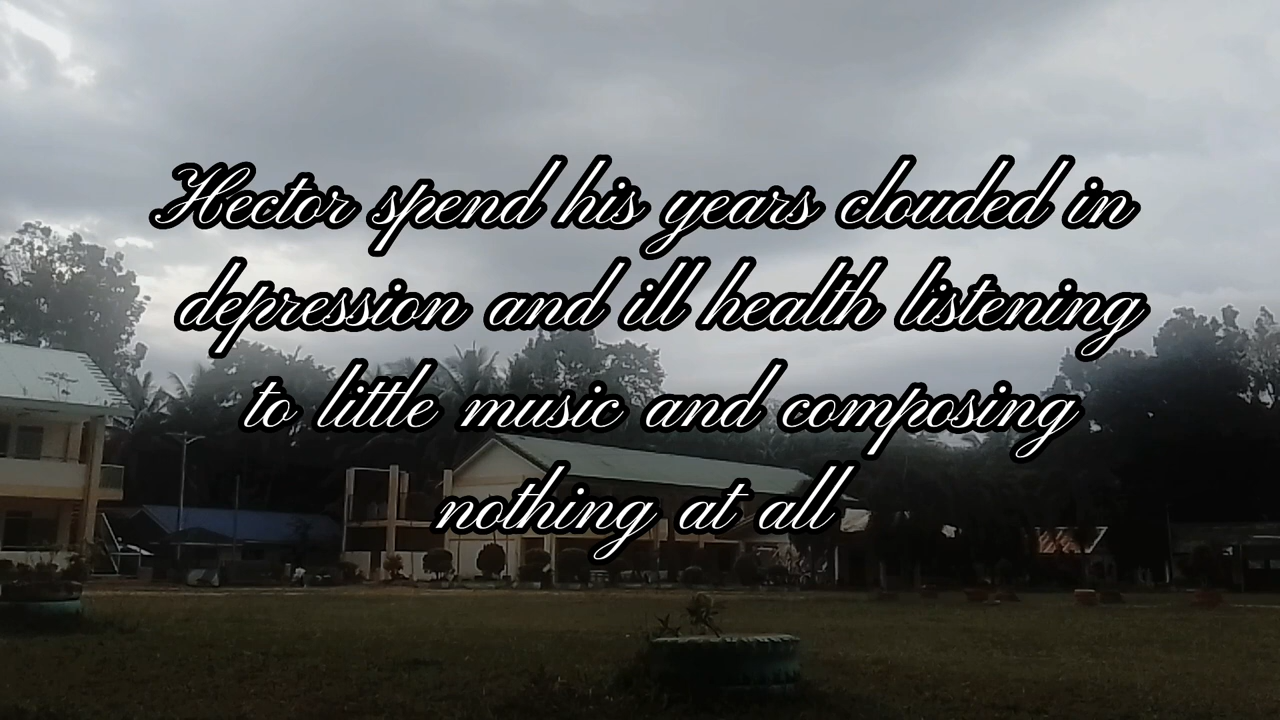 Hector spend his years clouded in
depression and ill health listening
to little music and composing
nothing at all